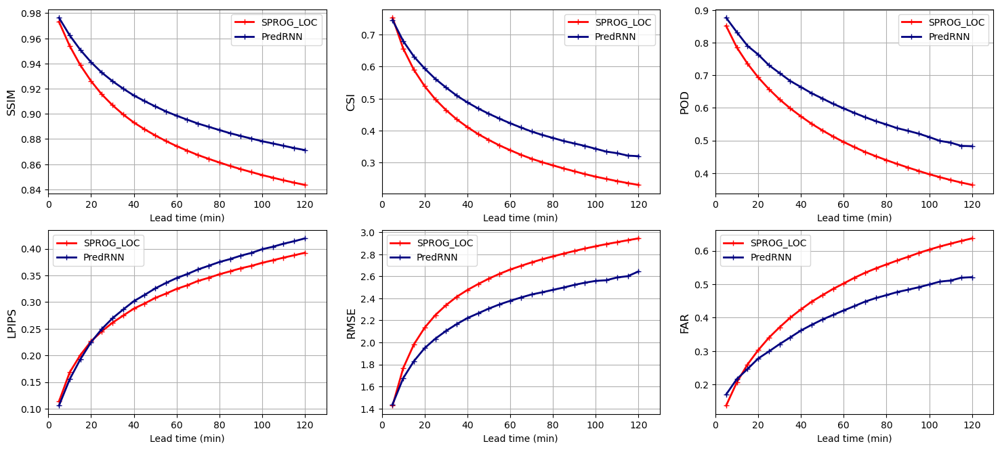 SSIM
0.98
0.96
0.94
0.92
0.90
0.88
0.86
0.84
SPROG_LOC
PredRNN
0 20 40 60 80 100 120
Lead time (min)
CSI
0.7
0.6
0.5
0.4
0.3
SPROG_LOC
PredRNN
0 20 40 60 80 100 120
Lead time (min)
POD
0.9
0.8
0.7
0.6
0.5
0.4
SPROG_LOC
PredRNN
0 20 40 60 80 100 120
Lead time (min)
LPIPS
0.40
0.35
0.30
0.25
0.20
0.15
0.10
SPROG_LOC
PredRNN
0 20 40 60 80 100 120
Lead time (min)
RMSE
3.0
2.8
2.6
2.4
2.2
2.0
1.8
1.6
1.4
SPROG_LOC
PredRNN
0 20 40 60 80 100 120
Lead time (min)
FAR
0.6
0.5
0.4
0.3
0.2
SPROG_LOC
PredRNN
0 20 40 60 80 100 120
Lead time (min)